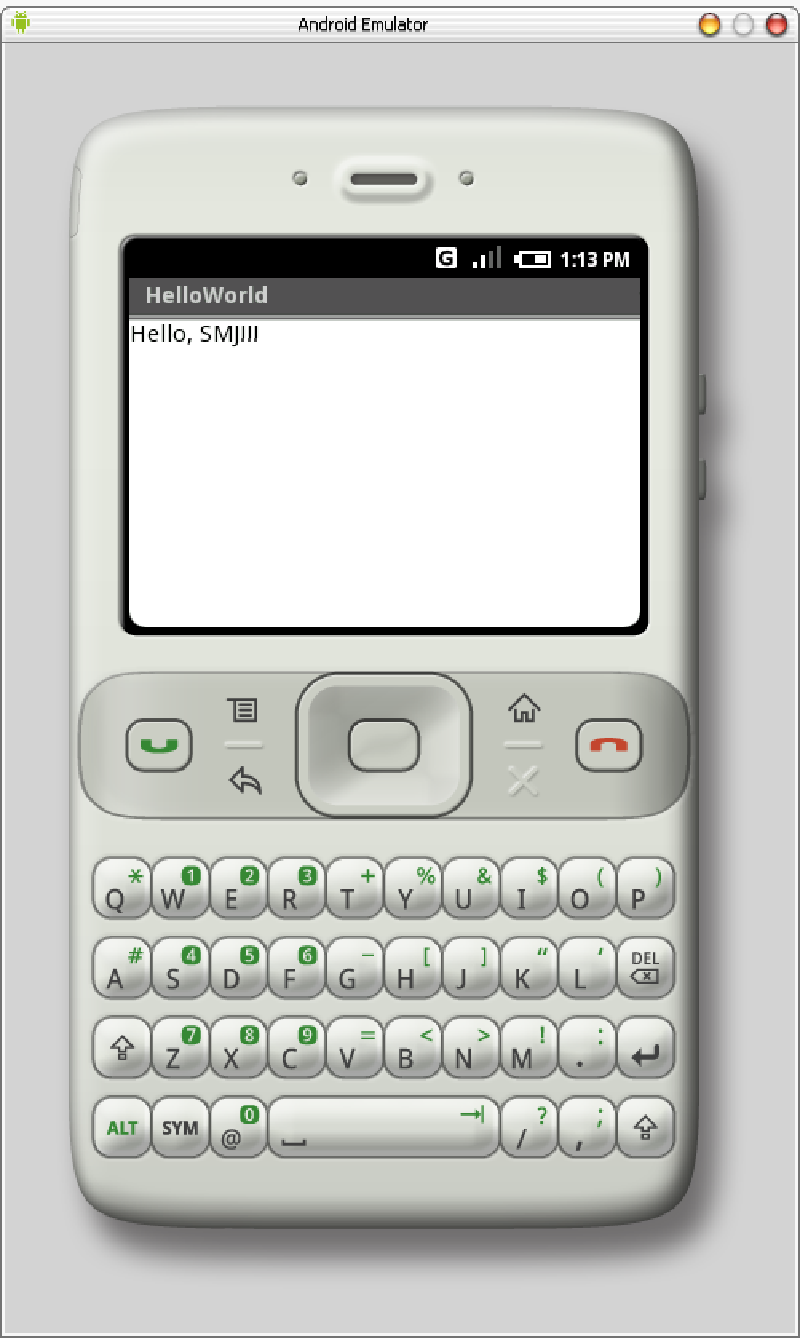 Android Emulator
G 1:13 PM
HelloWorld
Hello, SMJ!!!
* 1 2 3 + % & $ ( )
Q W E R T Y U I O P
# 4 5 6 – [ ] “ ‘ DEL
A S D F G H J K L
7 8 9 = < > ! :
Z X C V B N M .
ALT SYM 0 ? ;
@ / ,